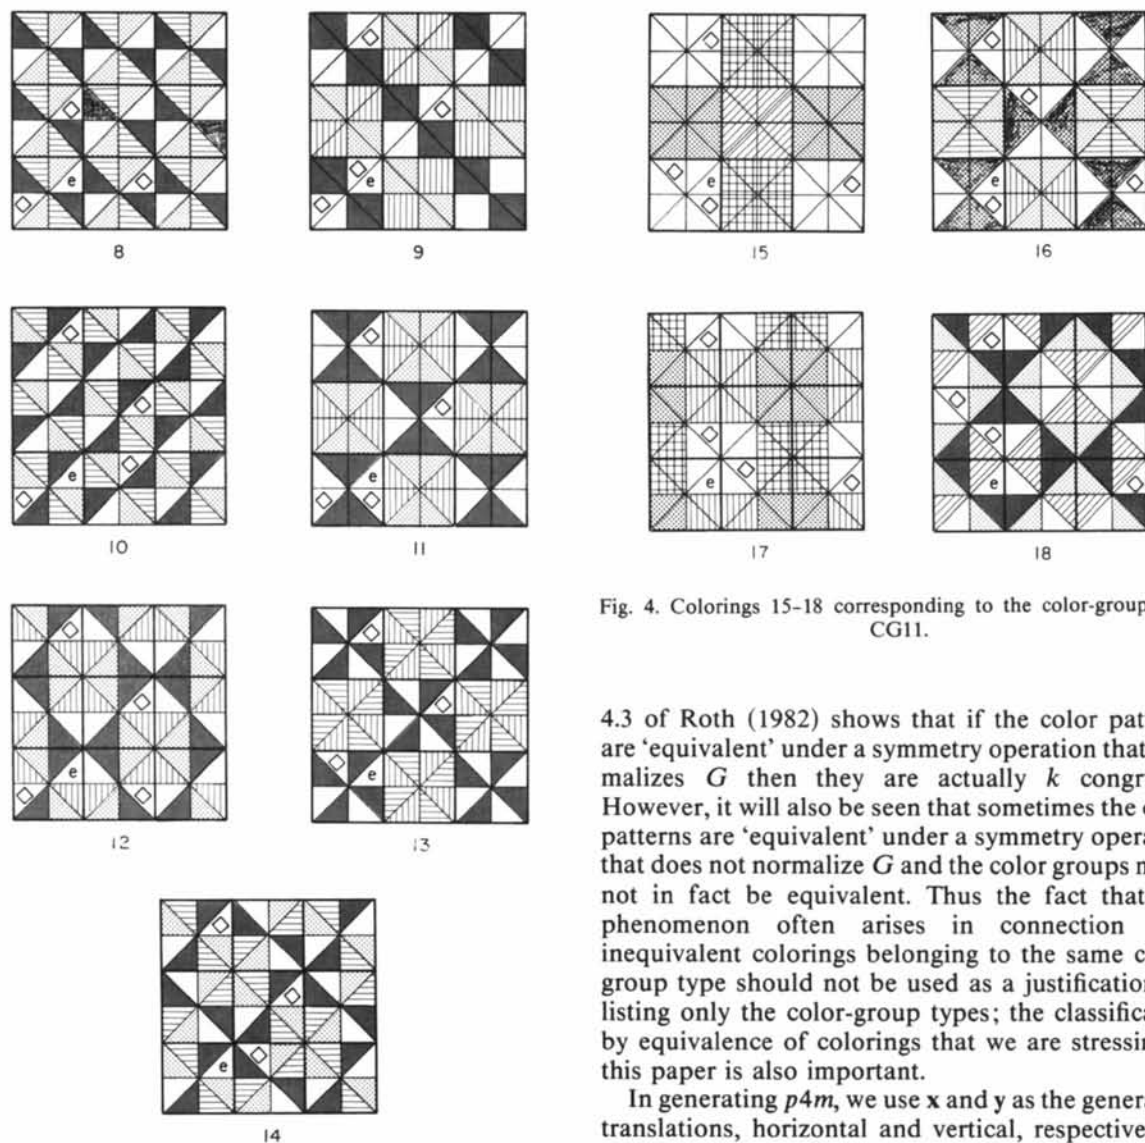 e
8
e
9
e
10
e
11
e
12
e
13
e
14
e
15
e
16
e
17
e
18
Fig. 4. Colorings 15–18 corresponding to the color-group
CG11.
4.3 of Roth (1982) shows that if the color pat
are 'equivalent' under a symmetry operation that
malizes G then they are actually k congr
However, it will also be seen that sometimes the
patterns are 'equivalent' under a symmetry opera
that does not normalize G and the color groups n
not in fact be equivalent. Thus the fact that
phenomenon often arises in connection
inequivalent colorings belonging to the same c
group type should not be used as a justification
listing only the color-group types; the classifica
by equivalence of colorings that we are stressin
this paper is also important.
In generating p4m, we use x and y as the genera
translations, horizontal and vertical, respective